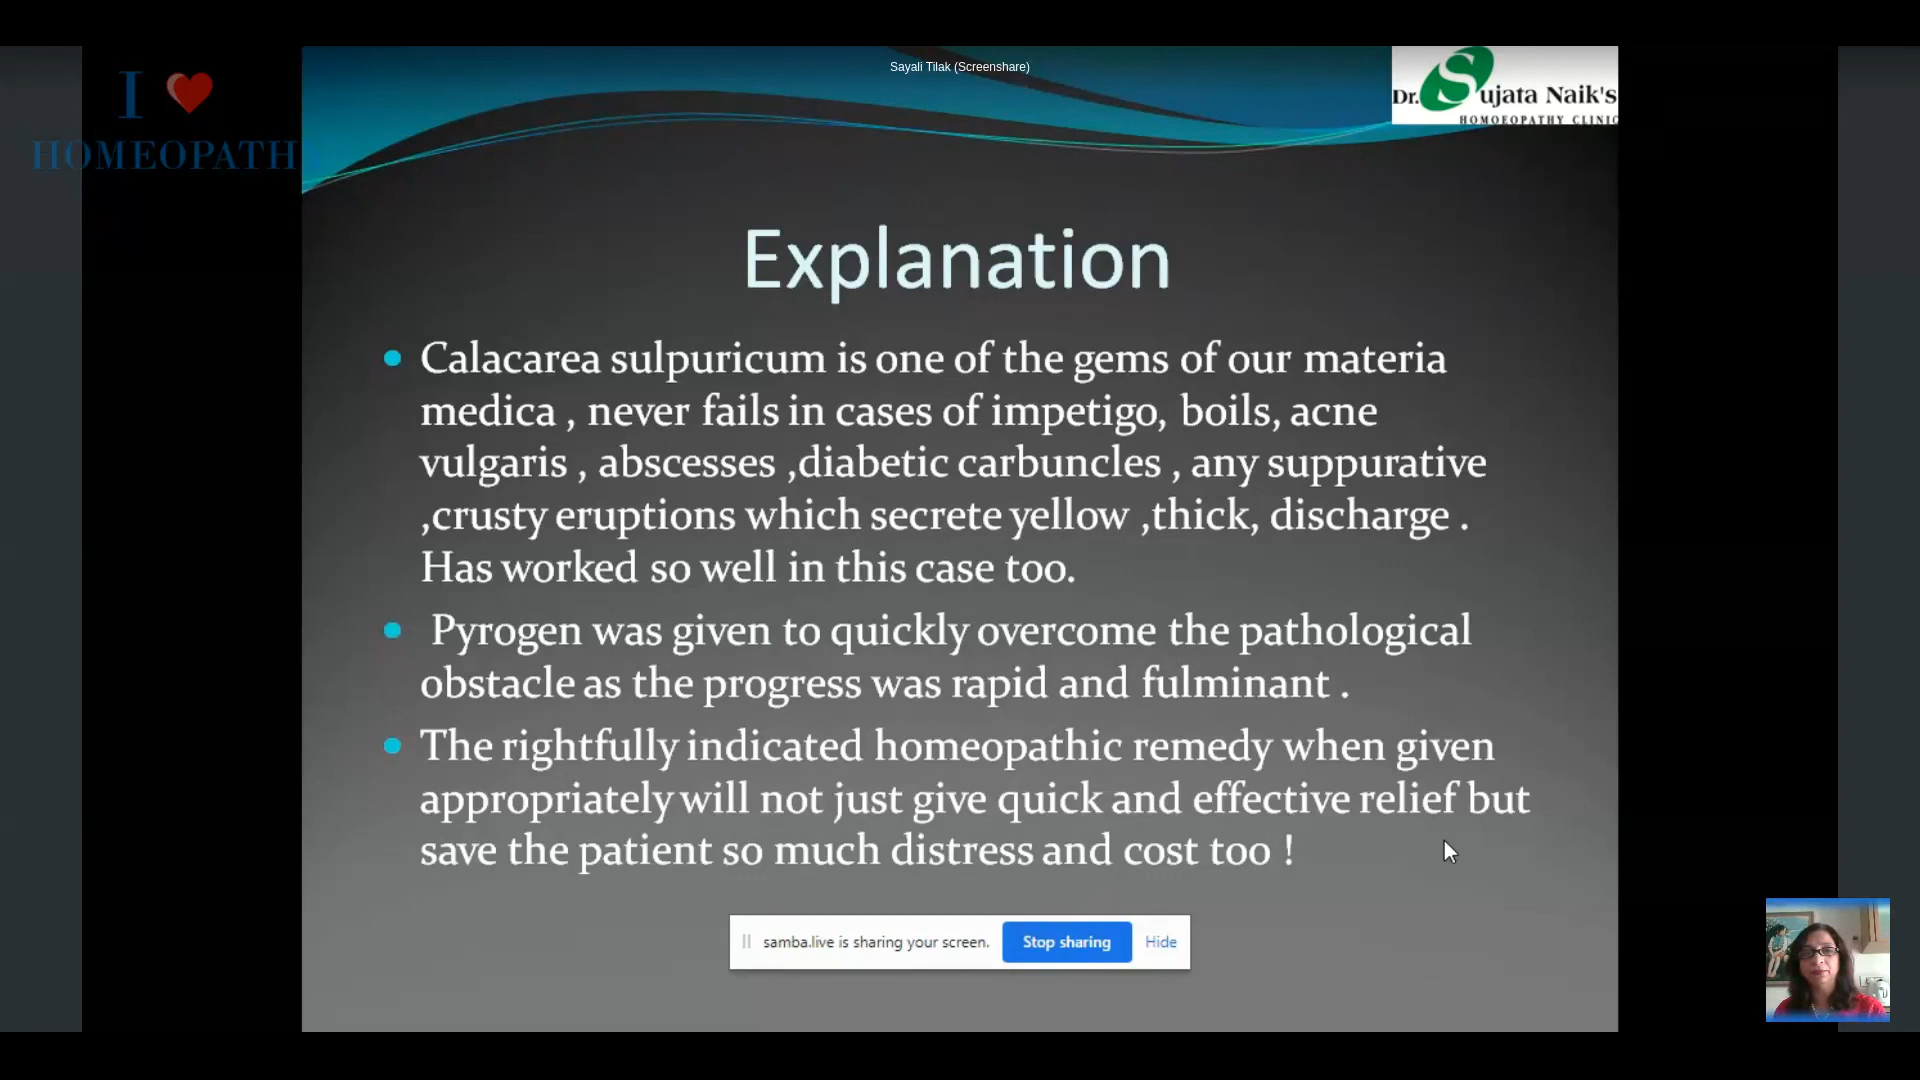 Sayali Tilak (Screenshare)
I
HOMEOPATH
Dr. Sujata Naik's
HOMOEOPATHY CLINIC
Explanation
Calacarea sulpuricum is one of the gems of our materia
medica , never fails in cases of impetigo, boils, acne
vulgaris , abscesses ,diabetic carbuncles , any suppurative
,crusty eruptions which secrete yellow ,thick, discharge .
Has worked so well in this case too.
Pyrogen was given to quickly overcome the pathological
obstacle as the progress was rapid and fulminant .
The rightfully indicated homeopathic remedy when given
appropriately will not just give quick and effective relief but
save the patient so much distress and cost too !
samba.live is sharing your screen. Stop sharing Hide